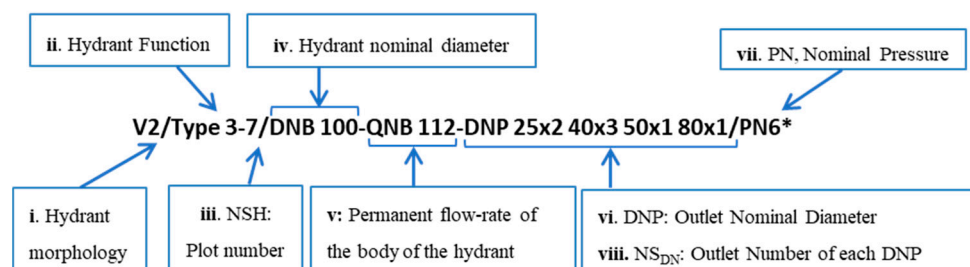 ii. Hydrant Function
iv. Hydrant nominal diameter
vii. PN, Nominal Pressure
V2/Type 3-7/DNB 100-QNB 112-DNP 25x2 40x3 50x1 80x1/PN6*
i. Hydrant
morphology
iii. NSH:
Plot number
v: Permanent flow-rate of
the body of the hydrant
vi. DNP: Outlet Nominal Diameter
viii. NSDN: Outlet Number of each DNP